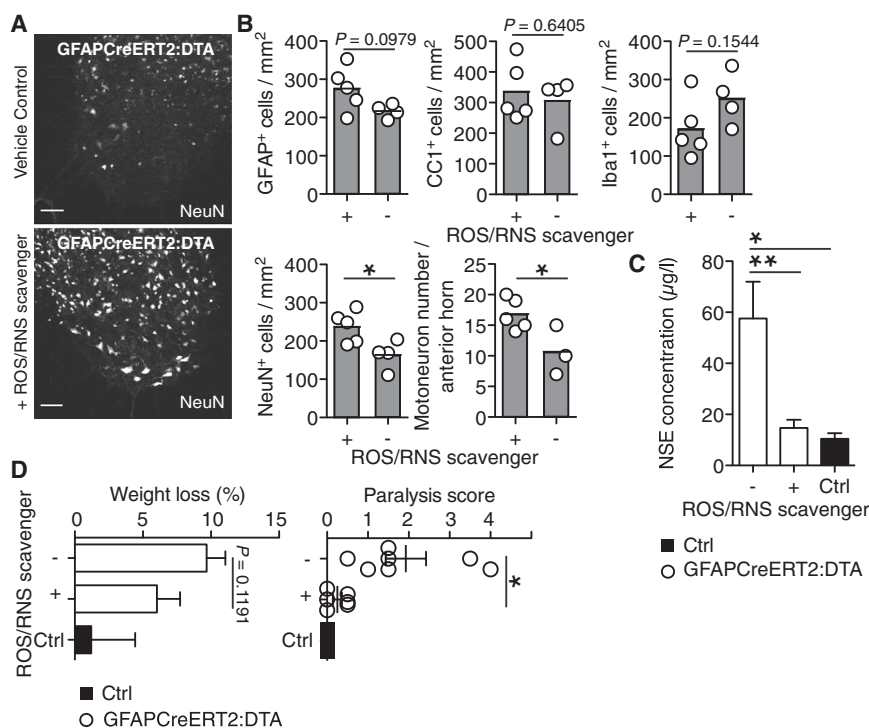 A
GFAPCreERT2:DTA
Vehicle Control
NeuN
GFAPCreERT2:DTA
+ ROS/RNS scavenger
NeuN
B
P = 0.0979
GFAP+ cells / mm²
400
300
200
100
0
+ -
P = 0.6405
CC1+ cells / mm²
500
400
300
200
100
0
+ -
P = 0.1544
Iba1+ cells / mm²
400
300
200
100
0
+ -
ROS/RNS scavenger
*
NeuN+ cells / mm²
400
300
200
100
0
+ -
*
Motoneuron number /
anterior horn
25
20
15
10
5
0
+ -
ROS/RNS scavenger
C
*
**
NSE concentration (µg/l)
80
60
40
20
0
- + Ctrl
ROS/RNS scavenger
Ctrl
GFAPCreERT2:DTA
D
Weight loss (%)
0 5 10 15
ROS/RNS scavenger
-
+
Ctrl
P = 0.1191
Paralysis score
0 1 2 3 4
-
+
Ctrl
*
Ctrl
GFAPCreERT2:DTA